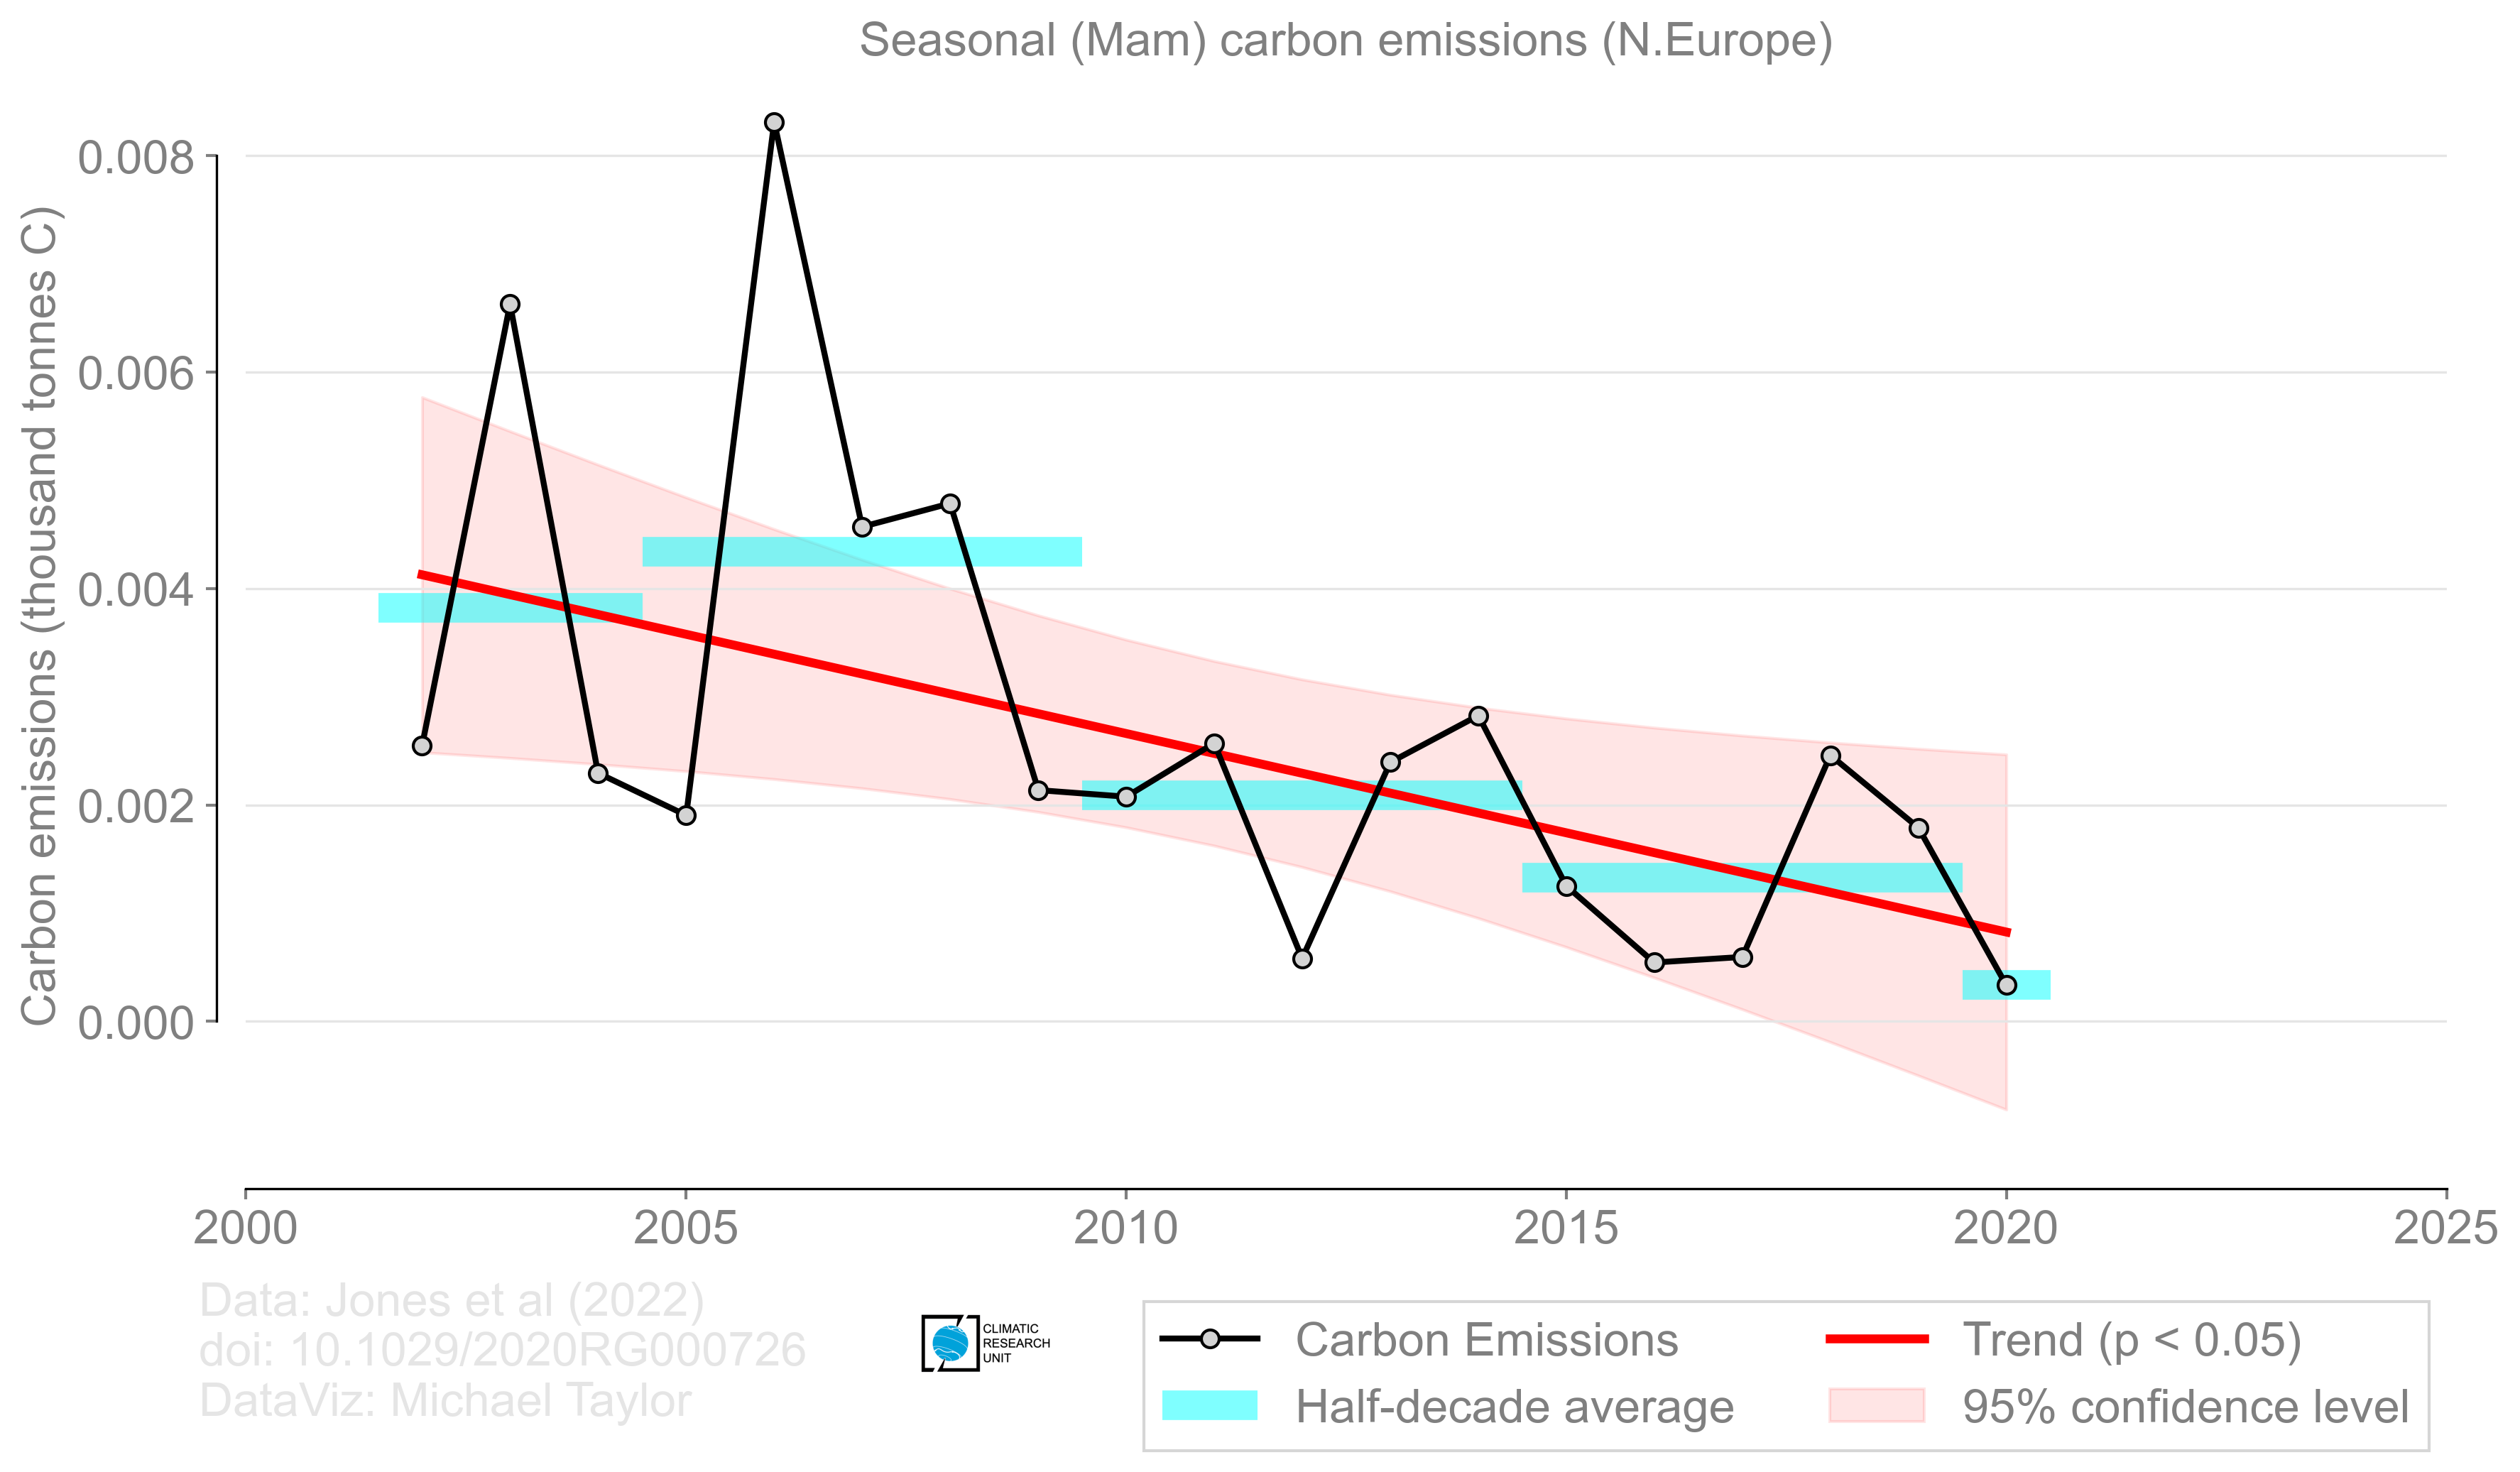 Seasonal (Mam) carbon emissions (N.Europe)
Carbon emissions (thousand tonnes C)
0.008
0.006
0.004
0.002
0.000
2000 2005 2010 2015 2020 2025
Data: Jones et al (2022)
doi: 10.1029/2020RG000726
DataViz: Michael Taylor
CLIMATIC
RESEARCH
UNIT
Carbon Emissions
Half-decade average
Trend (p < 0.05)
95% confidence level